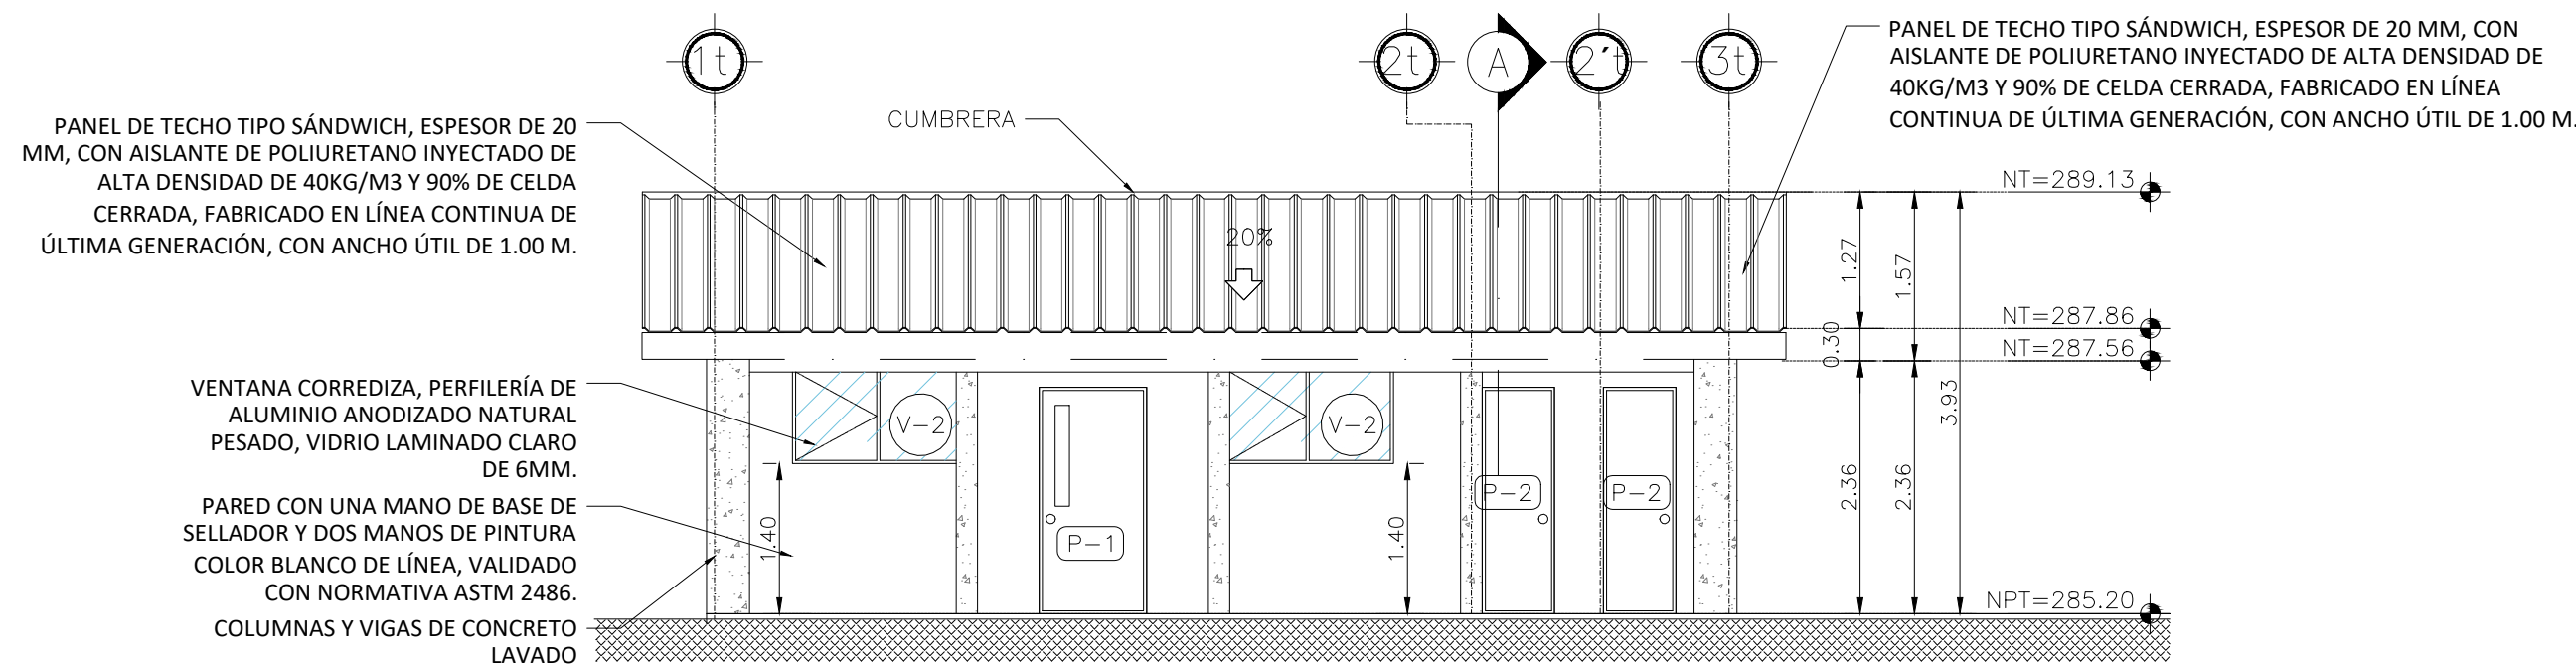 1t
2t
A
2't
3t
PANEL DE TECHO TIPO SÁNDWICH, ESPESOR DE 20 MM, CON
AISLANTE DE POLIURETANO INYECTADO DE ALTA DENSIDAD DE
40KG/M3 Y 90% DE CELDA CERRADA, FABRICADO EN LÍNEA
CONTINUA DE ÚLTIMA GENERACIÓN, CON ANCHO ÚTIL DE 1.00 M.
PANEL DE TECHO TIPO SÁNDWICH, ESPESOR DE 20
MM, CON AISLANTE DE POLIURETANO INYECTADO DE
ALTA DENSIDAD DE 40KG/M3 Y 90% DE CELDA
CERRADA, FABRICADO EN LÍNEA CONTINUA DE
ÚLTIMA GENERACIÓN, CON ANCHO ÚTIL DE 1.00 M.
CUMBRERA
20%
NT=289.13
1.27
1.57
NT=287.86
0.30
NT=287.56
3.93
VENTANA CORREDIZA, PERFILERÍA DE
ALUMINIO ANODIZADO NATURAL
PESADO, VIDRIO LAMINADO CLARO
DE 6MM.
V-2
V-2
PARED CON UNA MANO DE BASE DE
SELLADOR Y DOS MANOS DE PINTURA
COLOR BLANCO DE LÍNEA, VALIDADO
CON NORMATIVA ASTM 2486.
1.40
P-1
1.40
P-2
P-2
2.36
2.36
NPT=285.20
COLUMNAS Y VIGAS DE CONCRETO
LAVADO